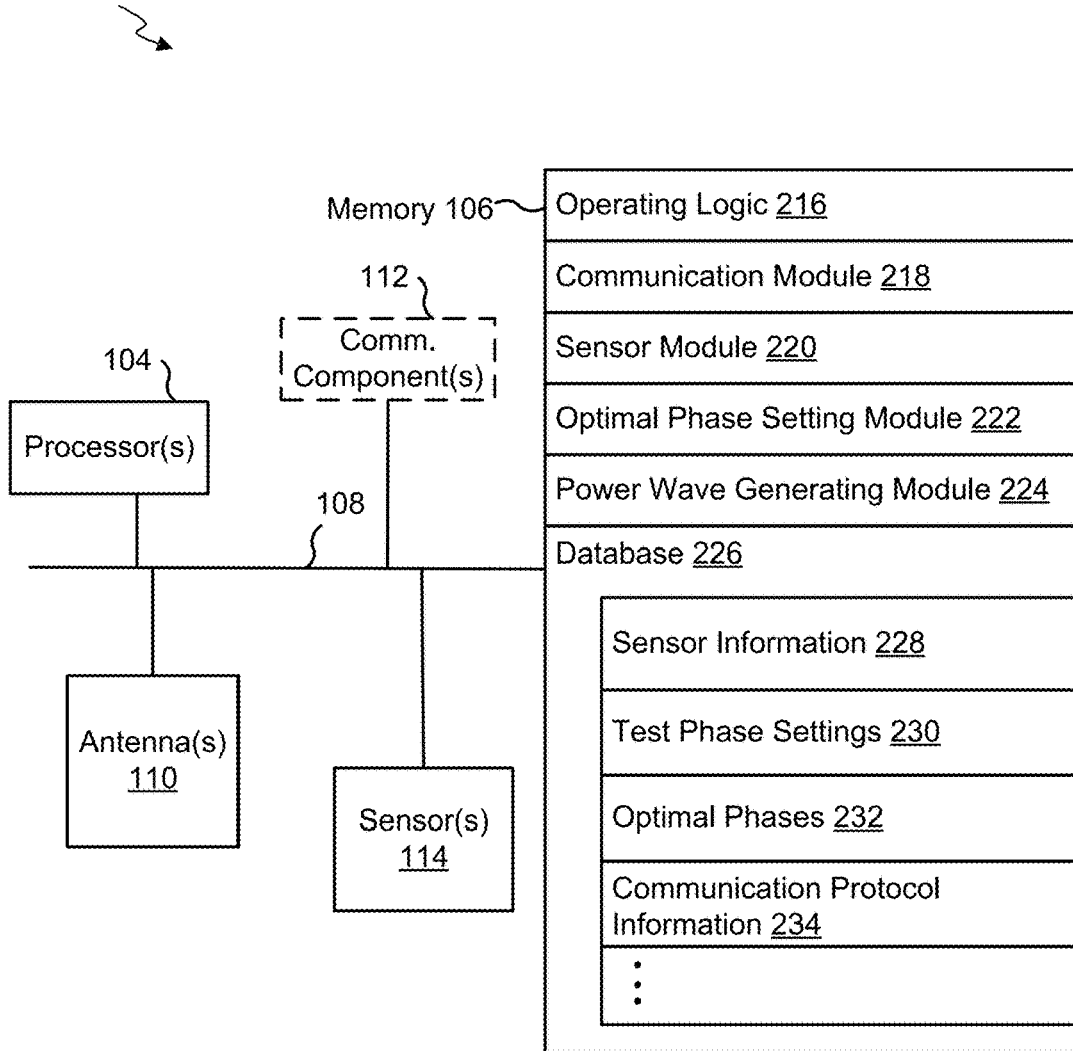 Memory 106
Operating Logic 216
Communication Module 218
112
Comm.
Component(s)
Sensor Module 220
104
Processor(s)
Optimal Phase Setting Module 222
Power Wave Generating Module 224
108
Database 226
Sensor Information 228
Antenna(s)
110
Test Phase Settings 230
Sensor(s)
114
Optimal Phases 232
Communication Protocol
Information 234